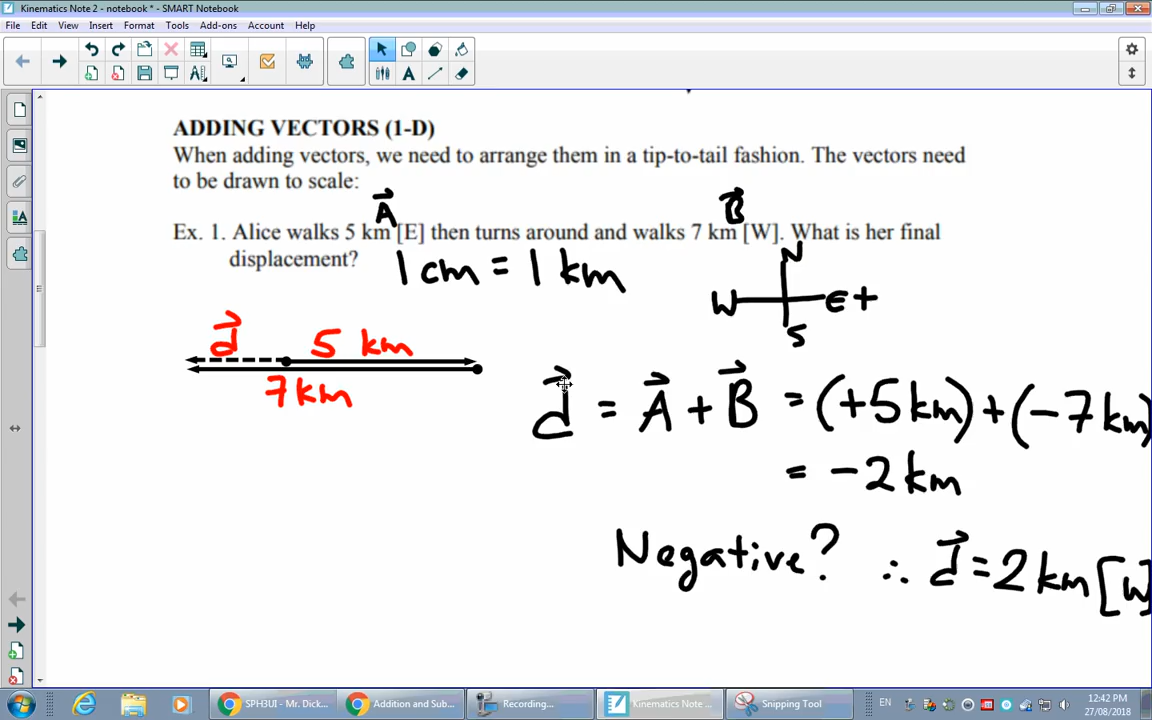 Kinematics Note 2 - notebook * - SMART Notebook
File Edit View Insert Format Tools Add-ons Account Help
ADDING VECTORS (1-D)
When adding vectors, we need to arrange them in a tip-to-tail fashion. The vectors need
to be drawn to scale:
A⃗ B⃗
Ex. 1. Alice walks 5 km [E] then turns around and walks 7 km [W]. What is her final
displacement?
1 cm = 1 km
N
W E +
S
d⃗ 5 km
7 km
d⃗ = A⃗ + B⃗ = (+5 km) + (-7 km)
= -2 km
Negative? ∴ d⃗ = 2 km [W]
SPH3UI - Mr. Dick... Addition and Sub... Recording... Kinematics Note ... Snipping Tool EN 12:42 PM
27/08/2018